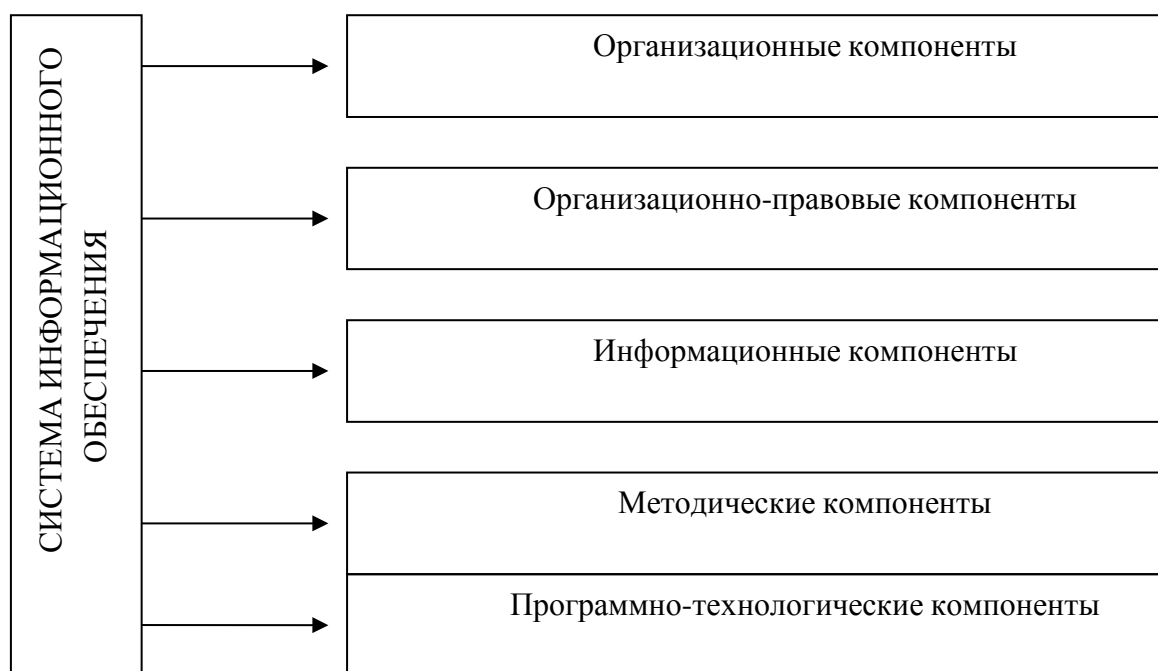 СИСТЕМА ИНФОРМАЦИОННОГО
ОБЕСПЕЧЕНИЯ
Организационные компоненты
Организационно-правовые компоненты
Информационные компоненты
Методические компоненты
Программно-технологические компоненты